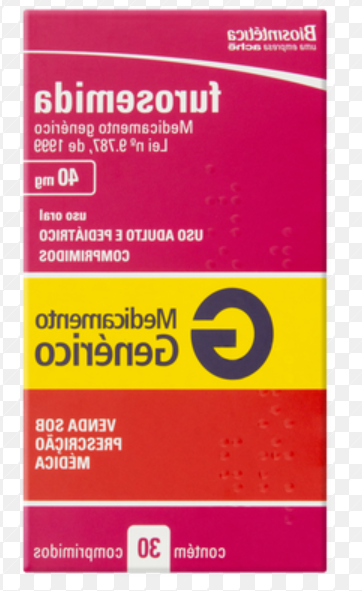 Biosintética
uma empresa achē
furosemida
Medicamento genérico
Lei nº 9.787, de 1999
40 mg
uso oral
USO ADULTO E PEDIÁTRICO
COMPRIMIDOS
G
Medicamento
Genérico
VENDA SOB
PRESCRIÇÃO
MÉDICA
contém 30 comprimidos